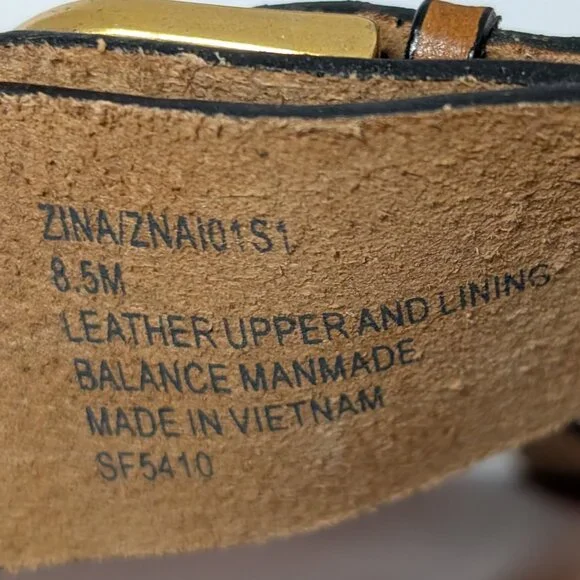 ZINA/ZNAI01S1
8.5M
LEATHER UPPER AND LINING
BALANCE MANMADE
MADE IN VIETNAM
SF5410